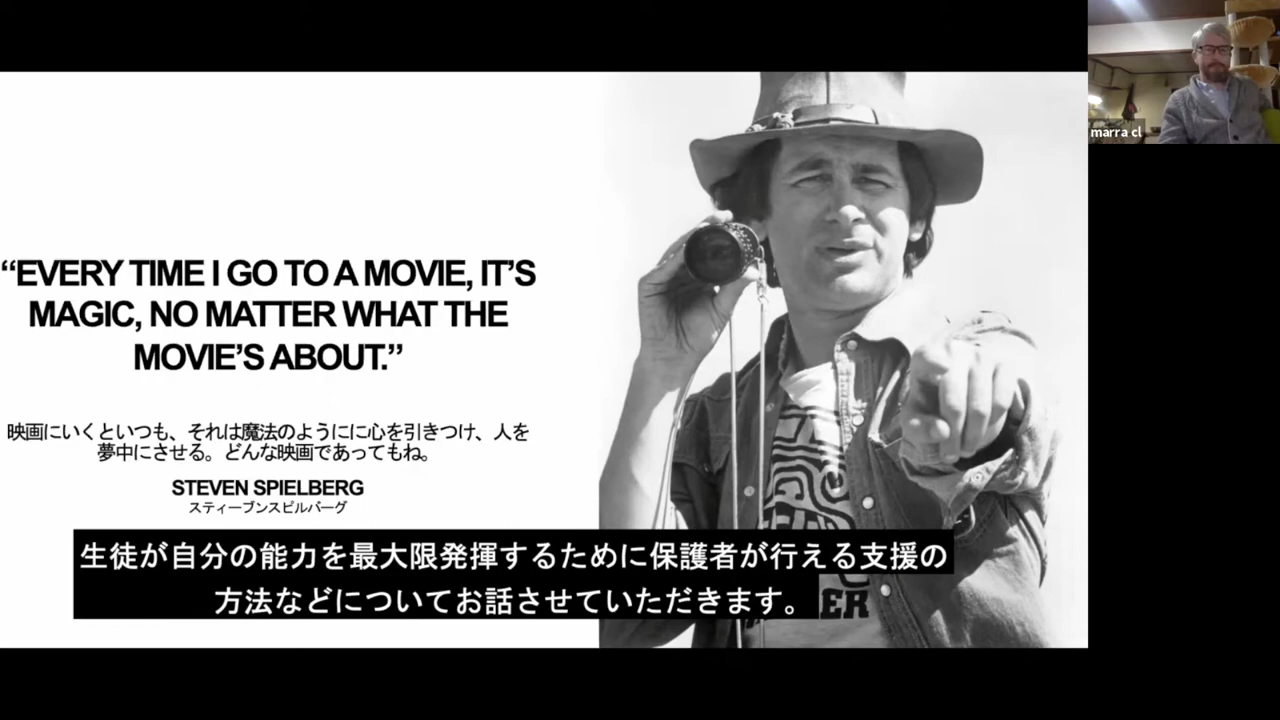 “EVERY TIME I GO TO A MOVIE, IT’S
MAGIC, NO MATTER WHAT THE
MOVIE’S ABOUT.”
映画にいくといつも、それは魔法のようにに心を引きつけ、人を
夢中にさせる。どんな映画であってもね。
STEVEN SPIELBERG
スティーブンスピルバーグ
生徒が自分の能力を最大限発揮するために保護者が行える支援の
方法などについてお話させていただきます。
marra cl